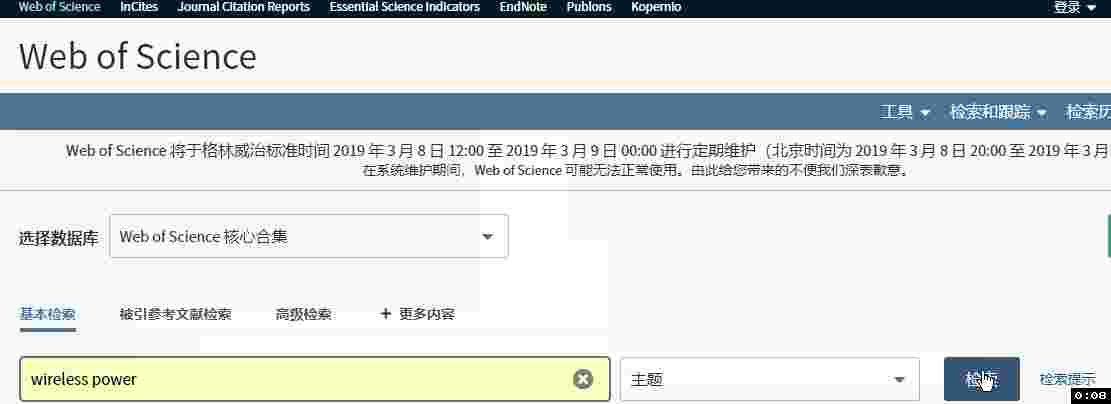 Web of Science InCites Journal Citation Reports Essential Science Indicators EndNote Publons Kopernio 登录
Web of Science
工具 检索和跟踪 检索历
Web of Science 将于格林威治标准时间 2019 年 3 月 8 日 12:00 至 2019 年 3 月 9 日 00:00 进行定期维护（北京时间为 2019 年 3 月 8 日 20:00 至 2019 年 3 月
在系统维护期间，Web of Science 可能无法正常使用。由此给您带来的不便我们深表歉意。
选择数据库 Web of Science 核心合集
基本检索 被引参考文献检索 高级检索 + 更多内容
wireless power 主题 检索 检索提示
0:08